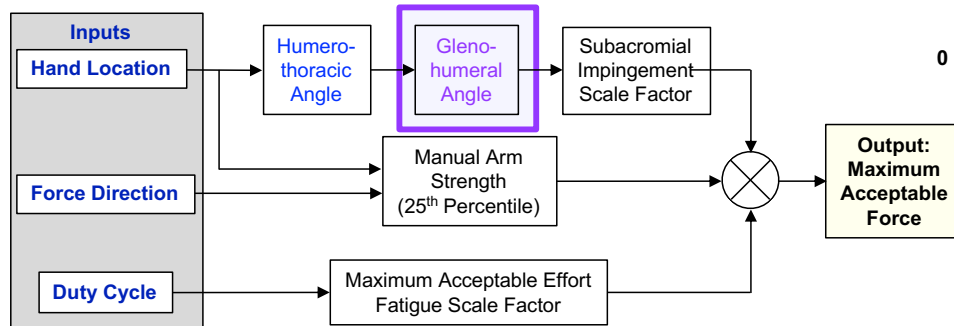 Inputs
Hand Location
Humero-
thoracic
Angle
Gleno-
humeral
Angle
Subacromial
Impingement
Scale Factor
0
Manual Arm
Strength
(25th Percentile)
Force Direction
Output:
Maximum
Acceptable
Force
Duty Cycle
Maximum Acceptable Effort
Fatigue Scale Factor